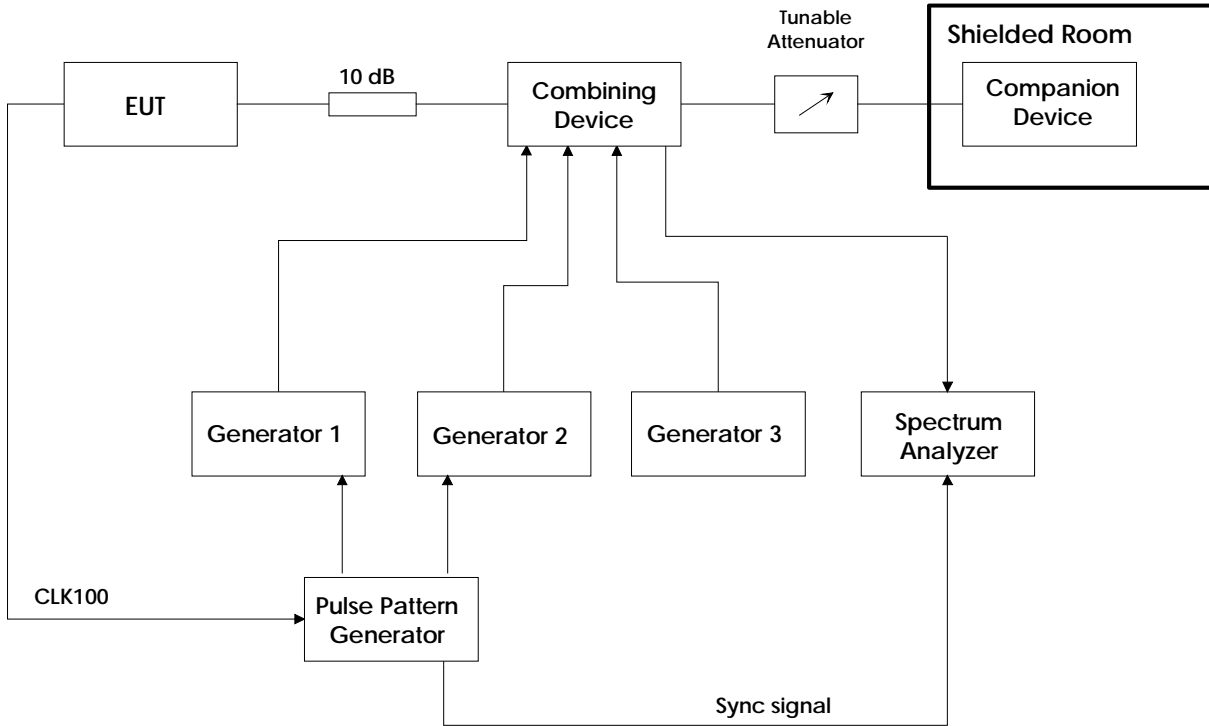 Tunable
Attenuator
Shielded Room
10 dB
EUT
Combining
Device
Companion
Device
Generator 1
Generator 2
Generator 3
Spectrum
Analyzer
CLK100
Pulse Pattern
Generator
Sync signal